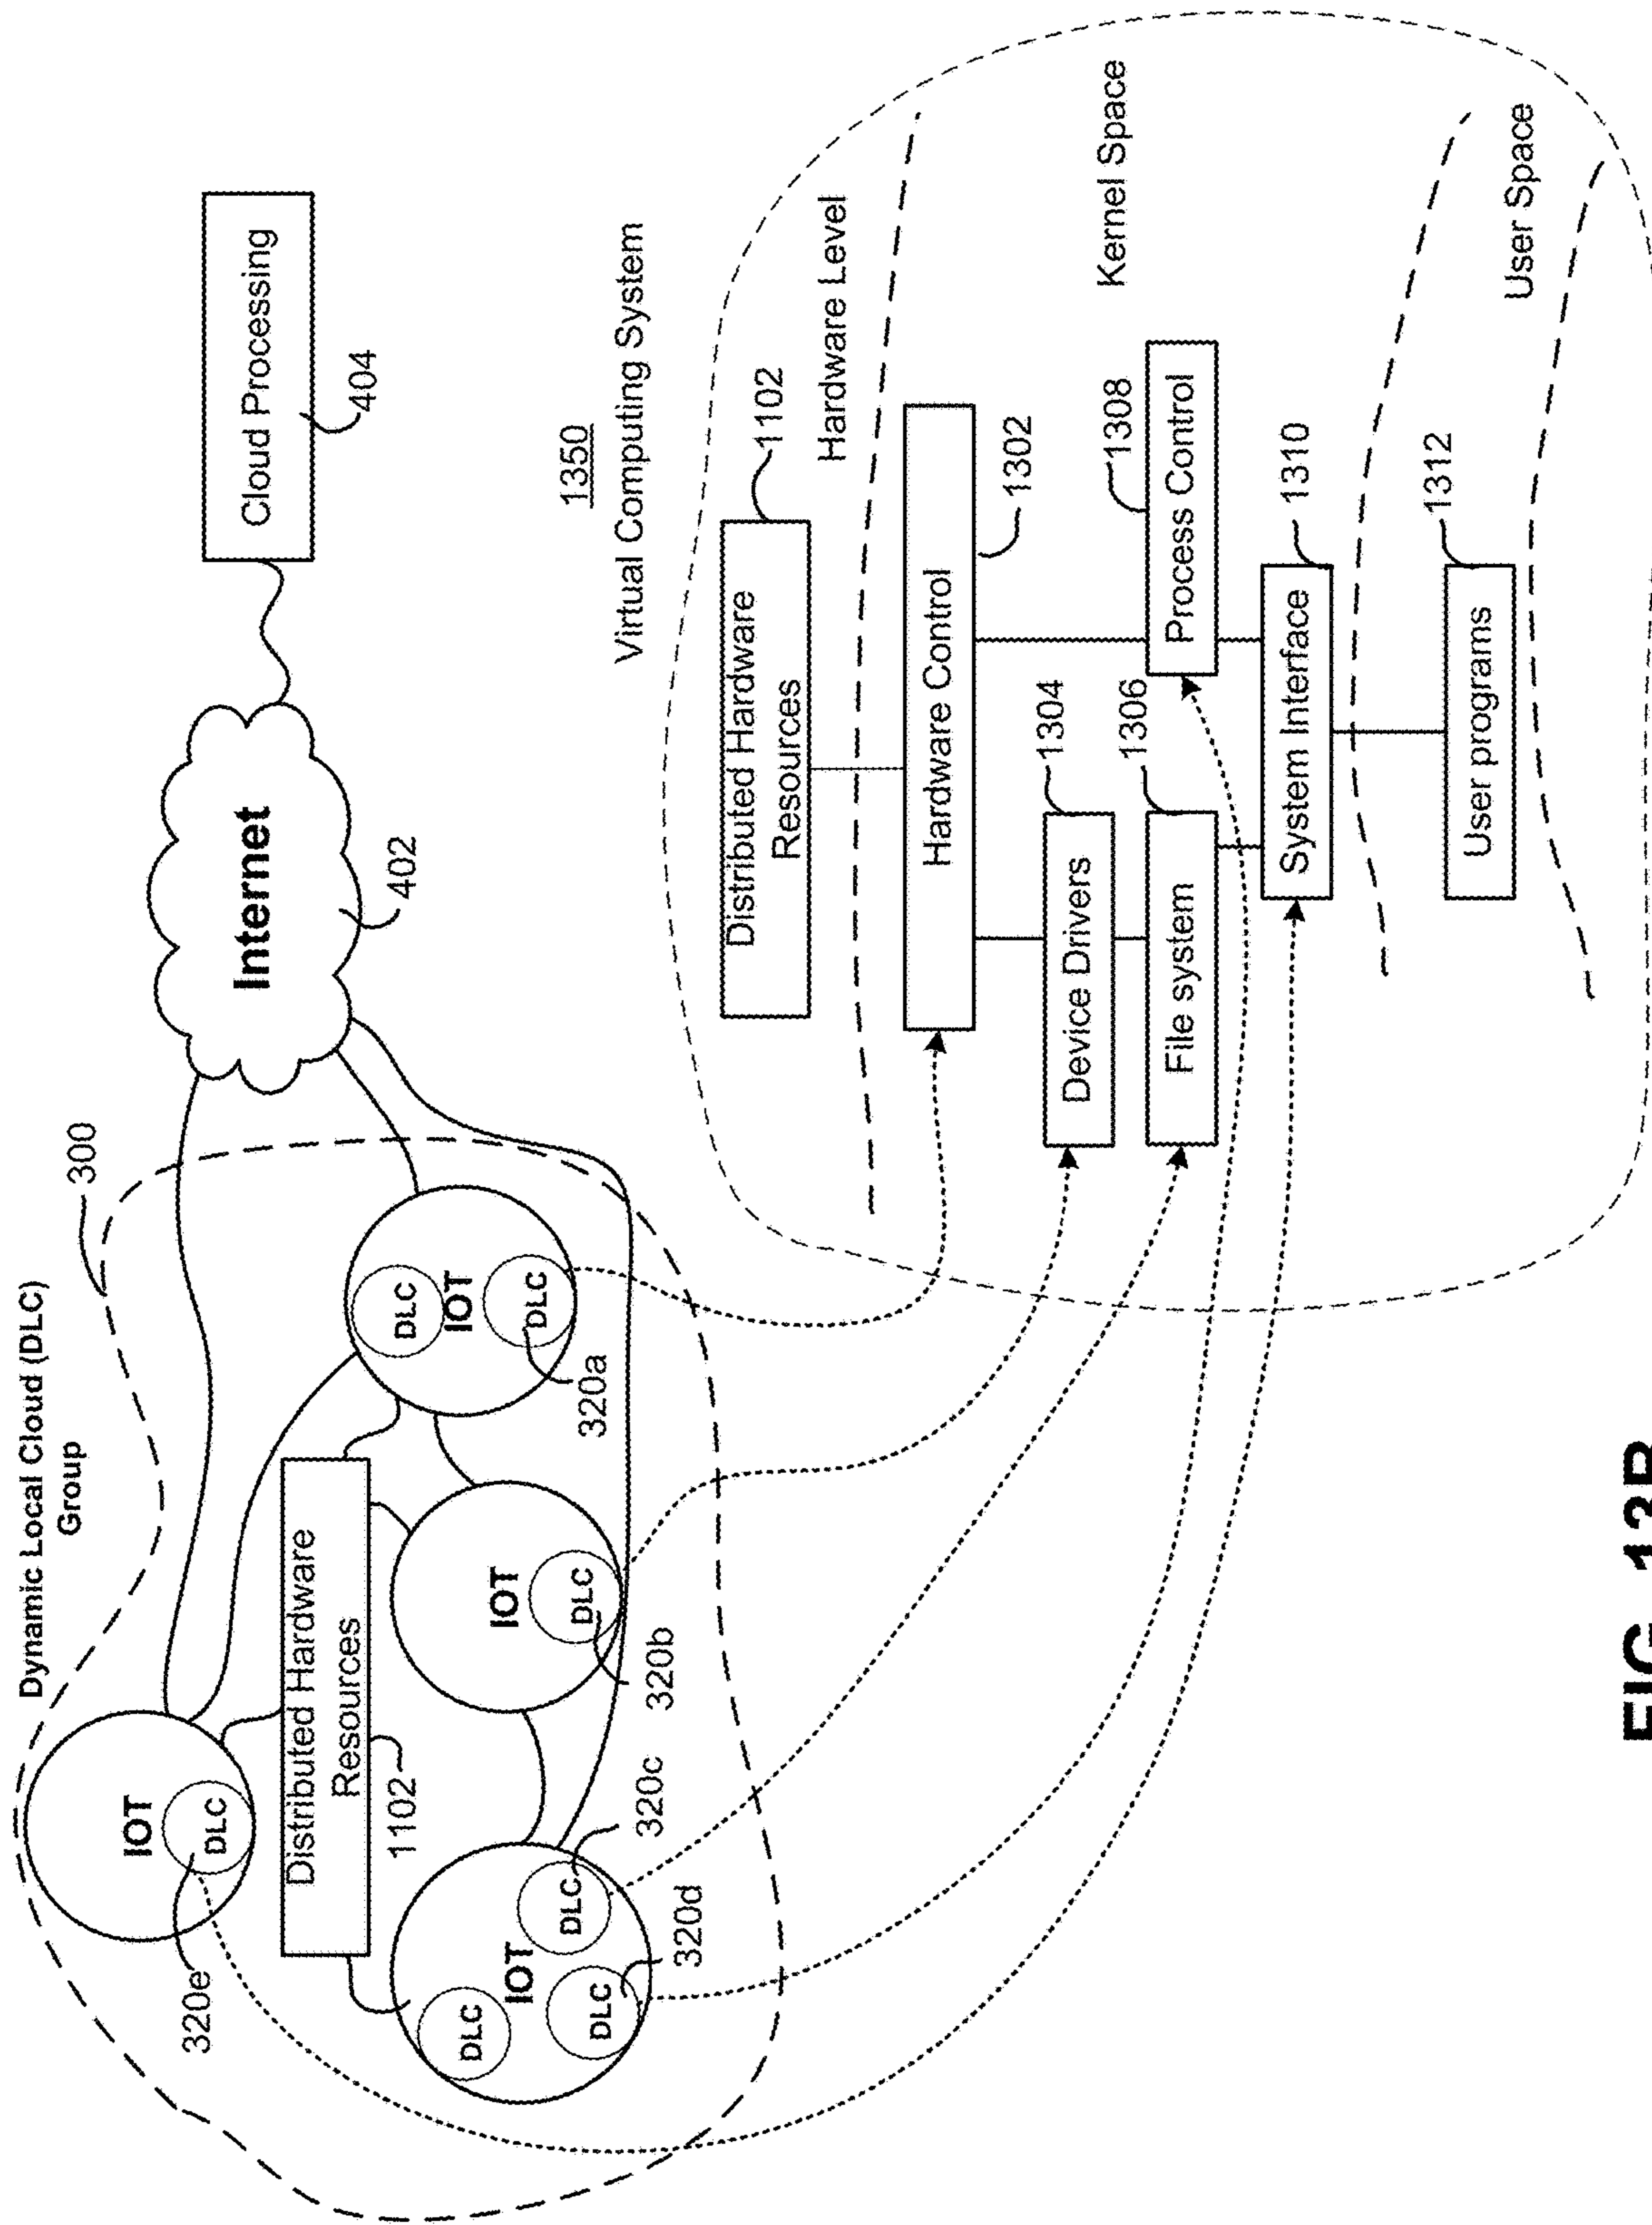 Dynamic Local Cloud (DLC)
Group
300
IOT
DLC
320e
Distributed Hardware
Resources
1102
DLC
IOT
DLC
320a
IOT
DLC
320b
DLC
IOT
DLC
320c
DLC
320d
Internet
402
Cloud Processing
404
1350
Virtual Computing System
Distributed Hardware
Resources
1102
Hardware Level
Hardware Control
1302
Kernel Space
Device Drivers
1304
File system
1306
Process Control
1308
System Interface
1310
User programs
1312
User Space